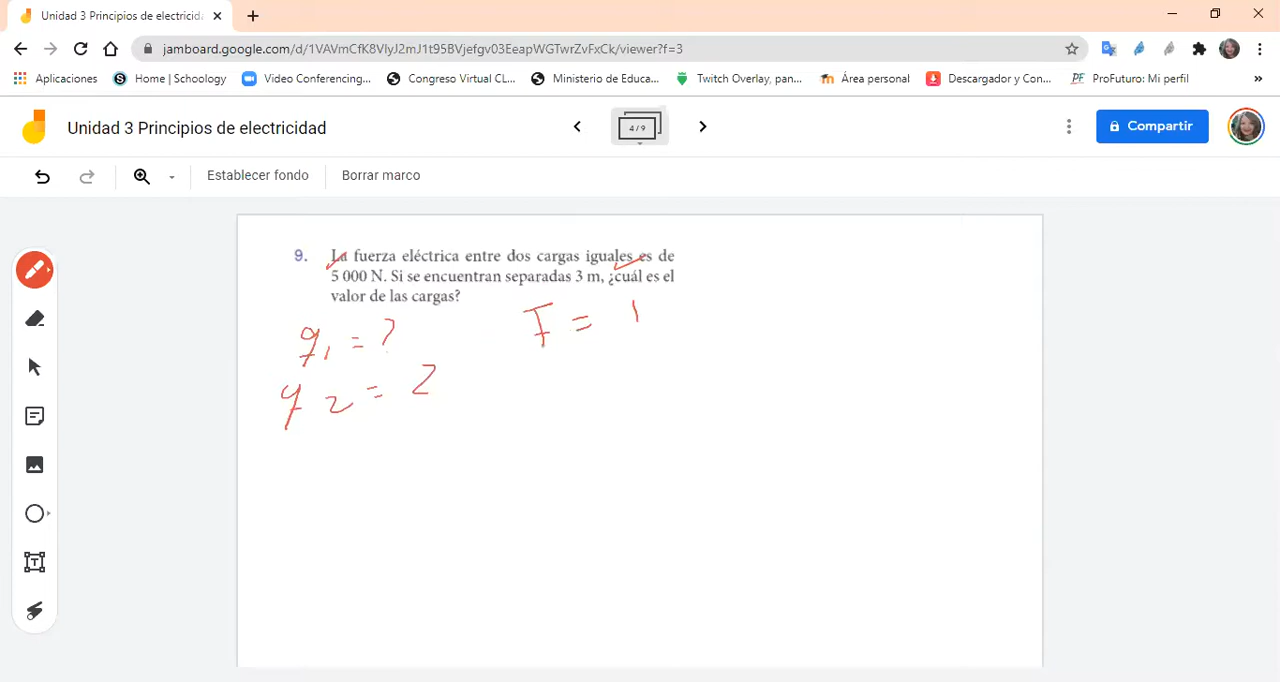 Unidad 3 Principios de electricida
jamboard.google.com/d/1VAVmCfK8VIyJ2mJ1t95BVjefgv03EeapWGTwrZvFxCk/viewer?f=3
Aplicaciones
Home | Schoology
Video Conferencing...
Congreso Virtual CL...
Ministerio de Educa...
Twitch Overlay, pan...
Área personal
Descargador y Con...
ProFuturo: Mi perfil
»
Unidad 3 Principios de electricidad
4 / 9
Compartir
Establecer fondo
Borrar marco
9. La fuerza eléctrica entre dos cargas iguales es de
5 000 N. Si se encuentran separadas 3 m, ¿cuál es el
valor de las cargas?
q1 = ?
F =
q2 = 2